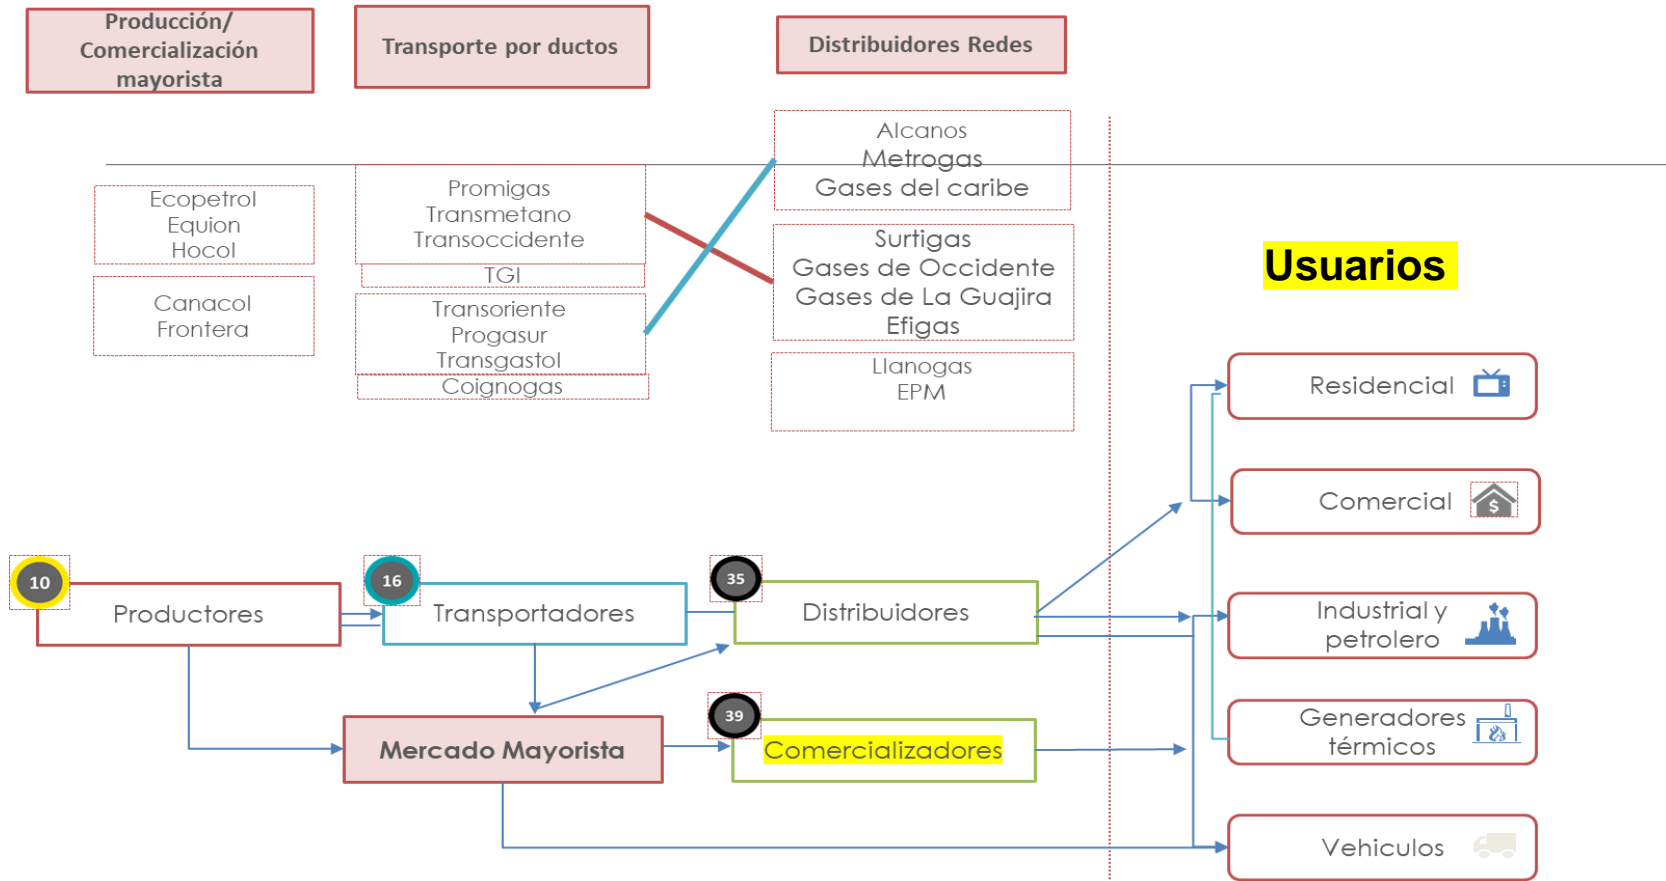 Producción/
Comercialización
mayorista
Transporte por ductos
Distribuidores Redes
Ecopetrol
Equion
Hocol
Canacol
Frontera
Promigas
Transmetano
Transoccidente
TGI
Transoriente
Progasur
Transgastol
Coignogas
Alcanos
Metrogas
Gases del caribe
Surtigas
Gases de Occidente
Gases de La Guajira
Efigas
Llanogas
EPM
Usuarios
Residencial
Comercial
$
Industrial y
petrolero
Generadores
térmicos
Vehiculos
10
Productores
16
Transportadores
35
Distribuidores
Mercado Mayorista
39
Comercializadores